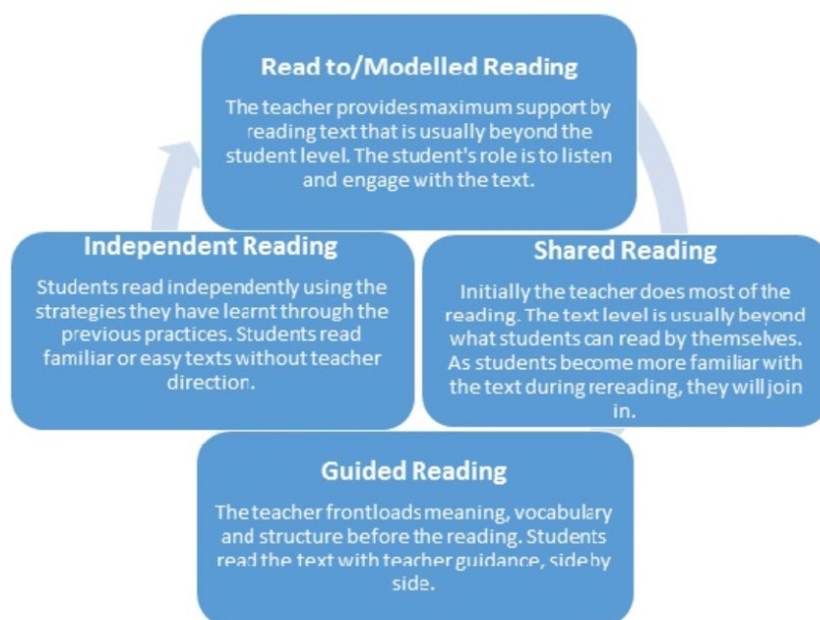 Read to/Modelled Reading
The teacher provides maximum support by
reading text that is usually beyond the
student level. The student's role is to listen
and engage with the text.
Shared Reading
Initially the teacher does most of the
reading. The text level is usually beyond
what students can read by themselves.
As students become more familiar with
the text during rereading, they will join
in.
Guided Reading
The teacher frontloads meaning, vocabulary
and structure before the reading. Students
read the text with teacher guidance, side by
side.
Independent Reading
Students read independently using the
strategies they have learnt through the
previous practices. Students read
familiar or easy texts without teacher
direction.